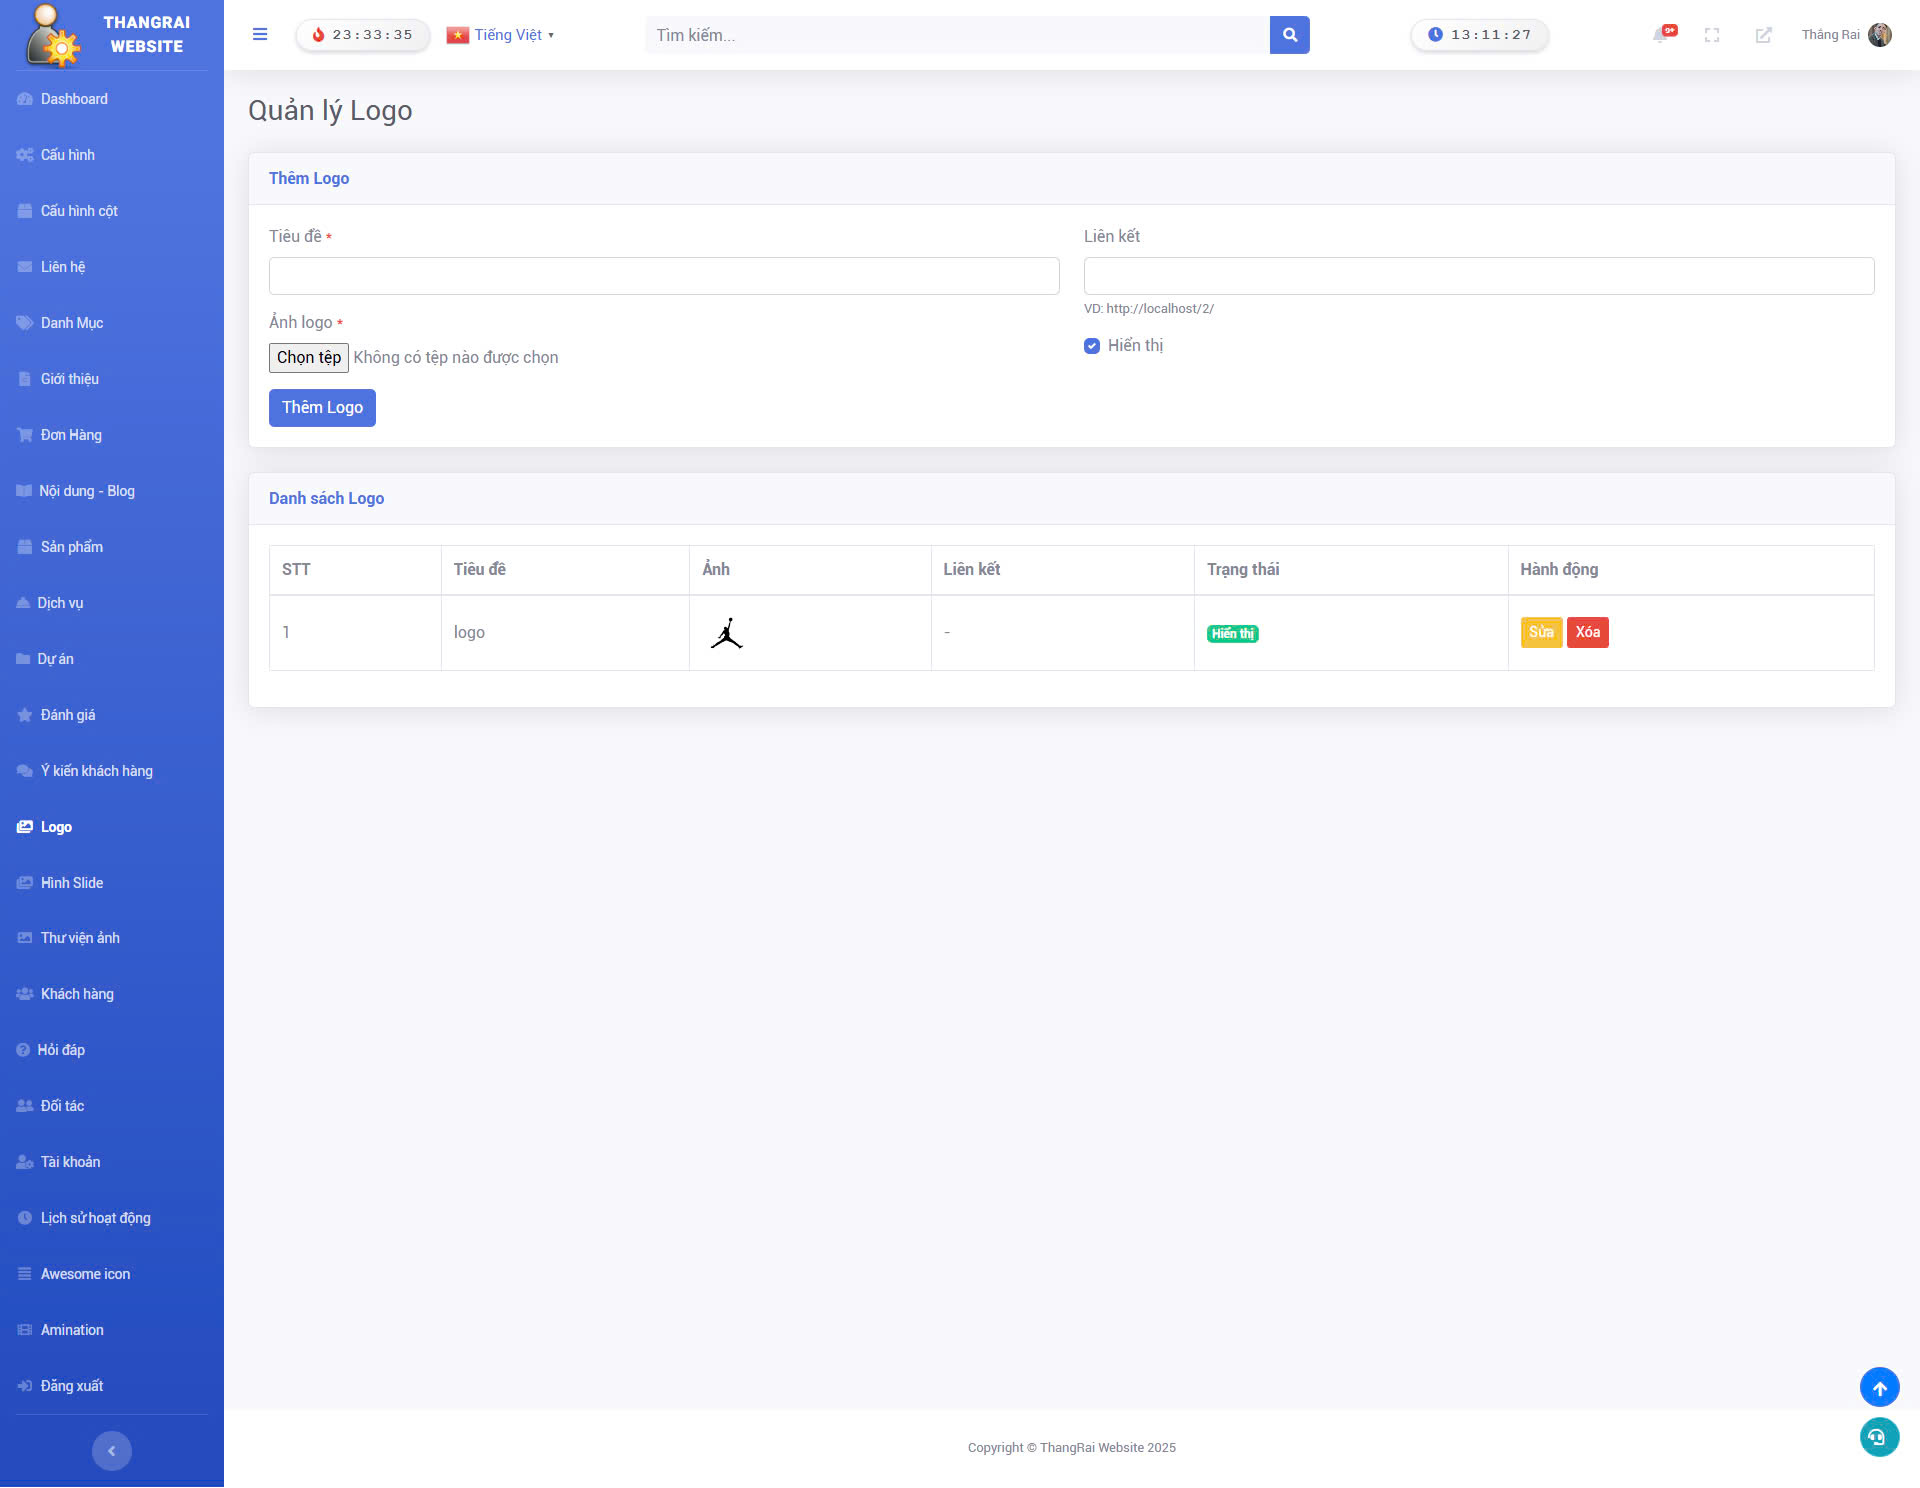 THANGRAI
WEBSITE
23:33:35
Tiếng Việt
Tìm kiếm...
13:11:27
9+
Thắng Rai
Dashboard
Cấu hình
Cấu hình cột
Liên hệ
Danh Mục
Giới thiệu
Đơn Hàng
Nội dung - Blog
Sản phẩm
Dịch vụ
Dự án
Đánh giá
Ý kiến khách hàng
Logo
Hình Slide
Thư viện ảnh
Khách hàng
Hỏi đáp
Đối tác
Tài khoản
Lịch sử hoạt động
Awesome icon
Amination
Đăng xuất
Quản lý Logo
Thêm Logo
Tiêu đề *
Liên kết
VD: http://localhost/2/
Ảnh logo *
Chọn tệp Không có tệp nào được chọn
Hiển thị
Thêm Logo
Danh sách Logo
STT Tiêu đề Ảnh Liên kết Trạng thái Hành động
1 logo - Hiển thị Sửa Xóa
Copyright © ThangRai Website 2025